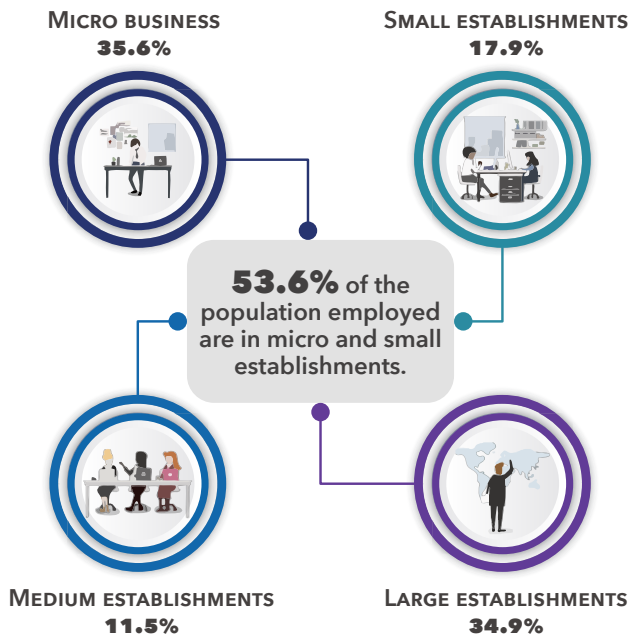 MICRO BUSINESS
35.6%
SMALL ESTABLISHMENTS
17.9%
53.6% of the
population employed
are in micro and small
establishments.
MEDIUM ESTABLISHMENTS
11.5%
LARGE ESTABLISHMENTS
34.9%